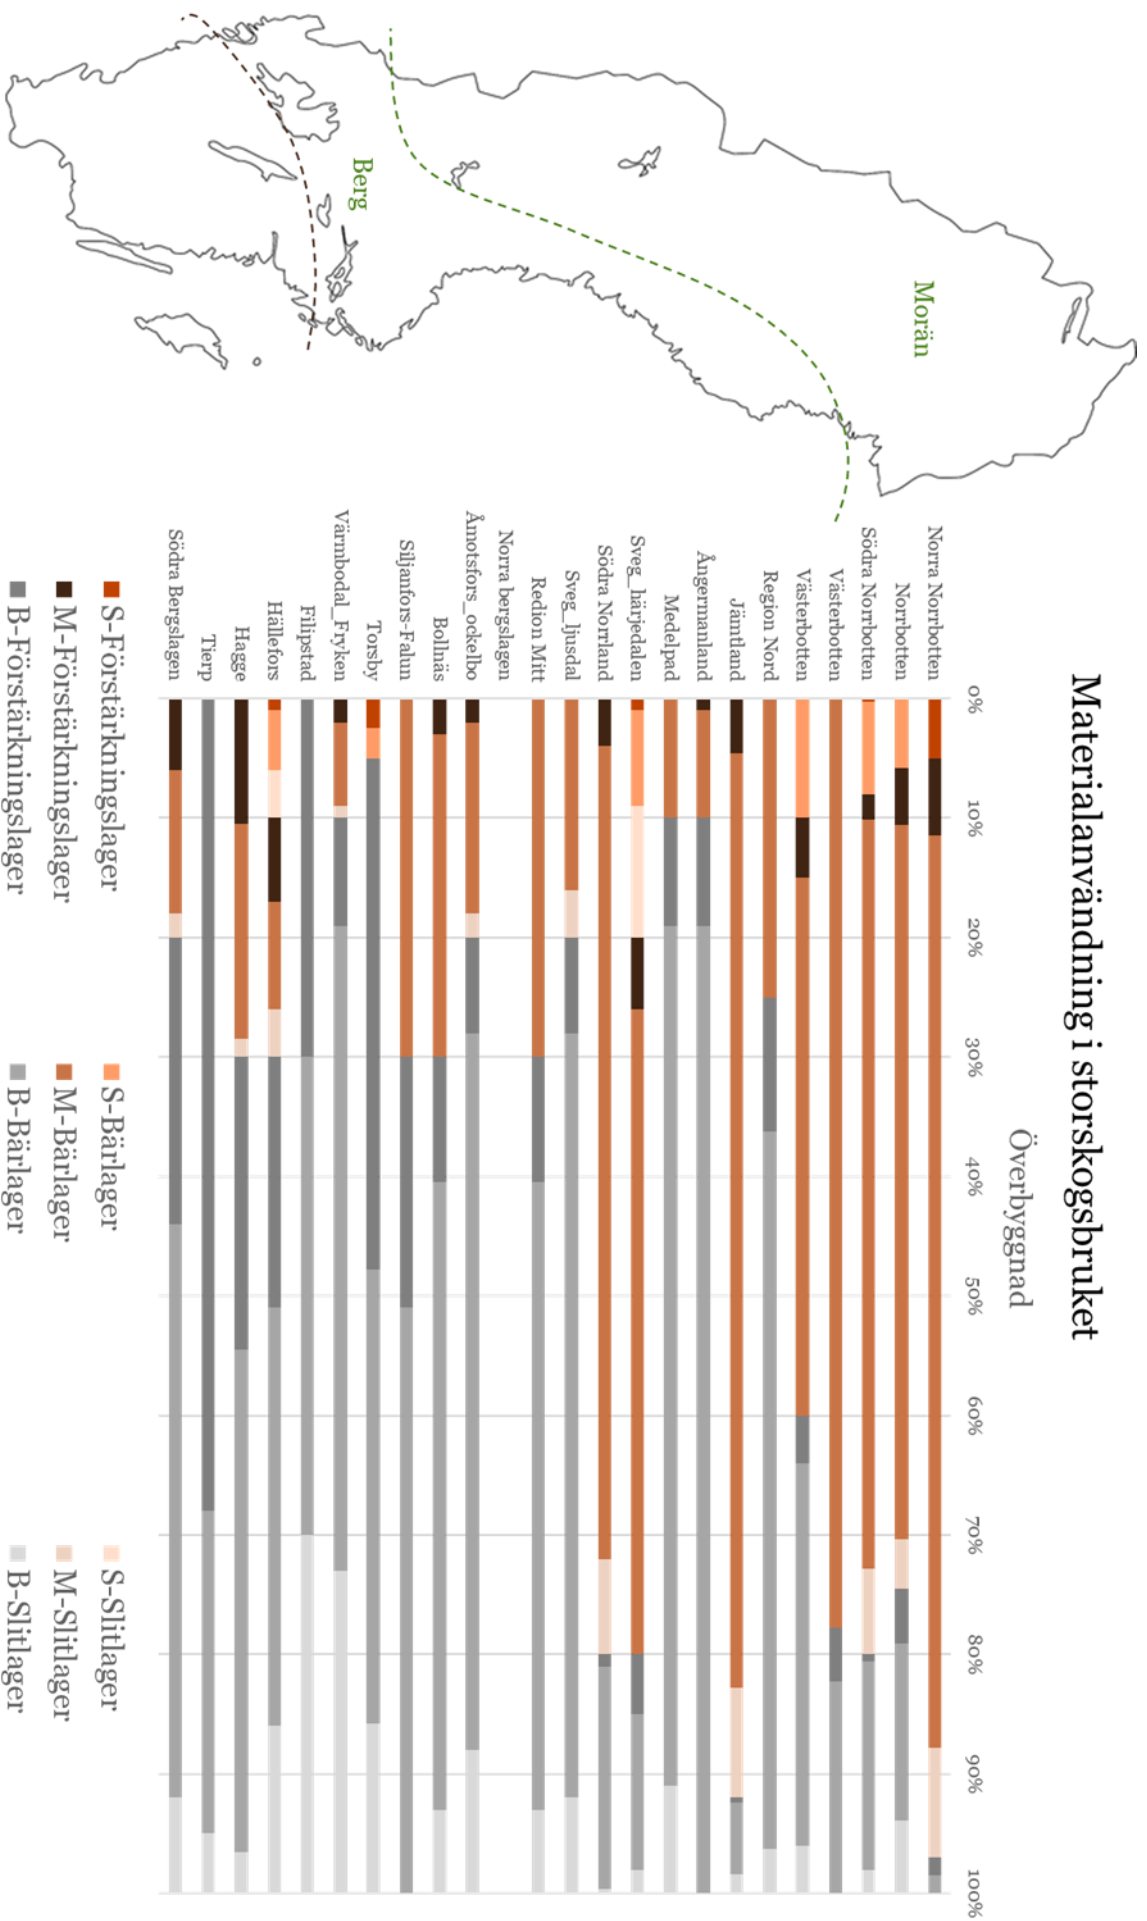 Materialanvändning i storskogsbruket
Överbyggnad
0% 10% 20% 30% 40% 50% 60% 70% 80% 90% 100%
Norra Norrbotten
Norrbotten
Södra Norrbotten
Västerbotten
Västerbotten
Region Nord
Jämtland
Ångermanland
Medelpad
Sveg_härjedalen
Södra Norrland
Sveg_ljusdal
Redion Mitt
Norra bergslagen
Åmotsfors_ockelbo
Bollnäs
Siljanfors-Falun
Torsby
Värmbodal_Fryken
Filipstad
Hällefors
Hagge
Tierp
Södra Bergslagen
S-Förstärkningslager S-Bärlager S-Slitlager
M-Förstärkningslager M-Bärlager M-Slitlager
B-Förstärkningslager B-Bärlager B-Slitlager
Morän
Berg